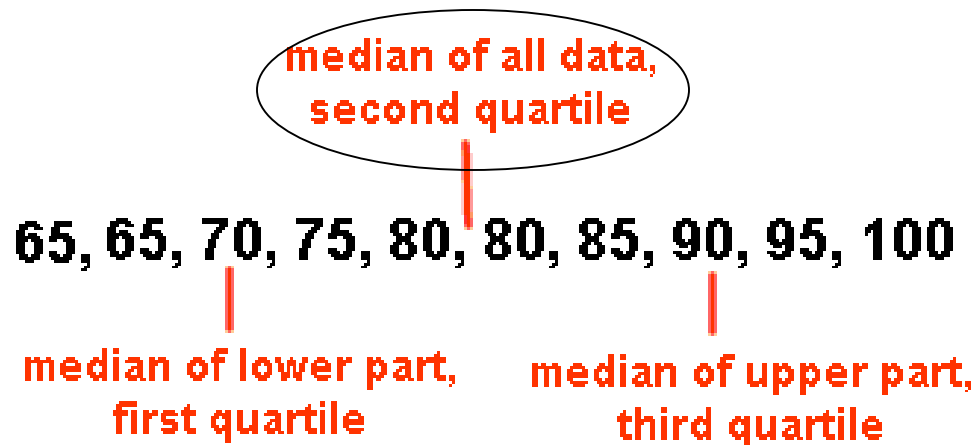 median of all data,
second quartile
65, 65, 70, 75, 80, 80, 85, 90, 95, 100
median of lower part,
first quartile
median of upper part,
third quartile